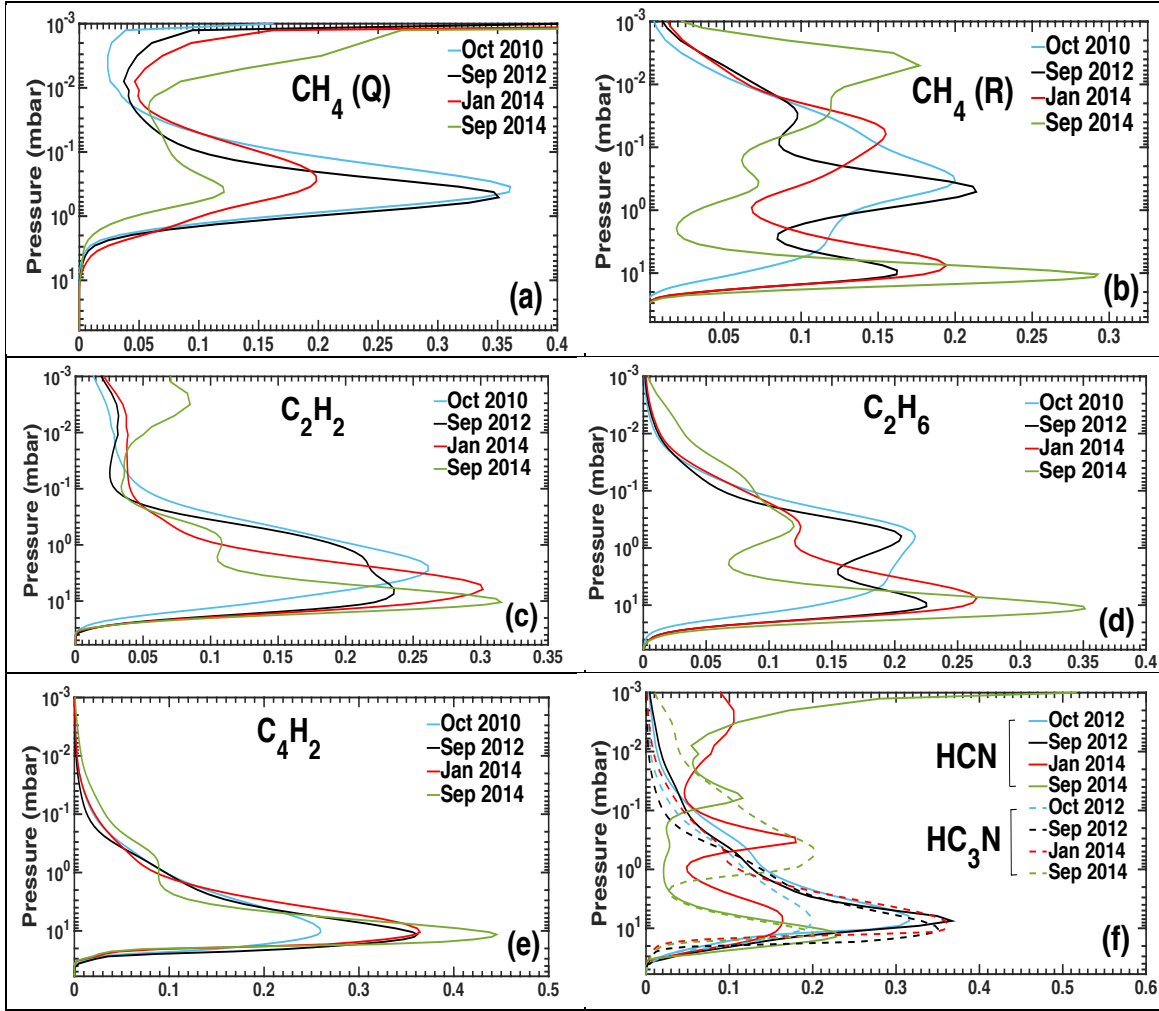 10⁻³
10⁻²
10⁻¹
10⁰
10¹
Pressure (mbar)
CH₄ (Q)
Oct 2010
Sep 2012
Jan 2014
Sep 2014
(a)
0 0.05 0.1 0.15 0.2 0.25 0.3 0.35 0.4
10⁻³
10⁻²
10⁻¹
10⁰
10¹
Pressure (mbar)
CH₄ (R)
Oct 2010
Sep 2012
Jan 2014
Sep 2014
(b)
0.05 0.1 0.15 0.2 0.25 0.3
10⁻³
10⁻²
10⁻¹
10⁰
10¹
Pressure (mbar)
C₂H₂
Oct 2010
Sep 2012
Jan 2014
Sep 2014
(c)
0 0.05 0.1 0.15 0.2 0.25 0.3 0.35
10⁻³
10⁻²
10⁻¹
10⁰
10¹
Pressure (mbar)
C₂H₆
Oct 2010
Sep 2012
Jan 2014
Sep 2014
(d)
0 0.05 0.1 0.15 0.2 0.25 0.3 0.35 0.4
10⁻³
10⁻²
10⁻¹
10⁰
10¹
Pressure (mbar)
C₄H₂
Oct 2010
Sep 2012
Jan 2014
Sep 2014
(e)
0 0.1 0.2 0.3 0.4 0.5
10⁻³
10⁻²
10⁻¹
10⁰
10¹
Pressure (mbar)
HCN
Oct 2012
Sep 2012
Jan 2014
Sep 2014
HC₃N
Oct 2012
Sep 2012
Jan 2014
Sep 2014
(f)
0 0.1 0.2 0.3 0.4 0.5 0.6